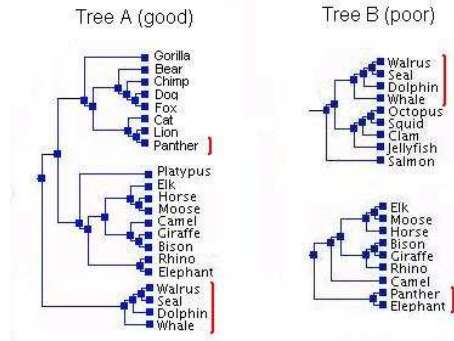 Tree A (good)
Gorilla
Bear
Chimp
Dog
Fox
Cat
Lion
Panther
Platypus
Elk
Horse
Moose
Camel
Giraffe
Bison
Rhino
Elephant
Walrus
Seal
Dolphin
Whale
Tree B (poor)
Walrus
Seal
Dolphin
Whale
Octopus
Squid
Clam
Jellyfish
Salmon
Elk
Moose
Horse
Bison
Giraffe
Rhino
Camel
Panther
Elephant